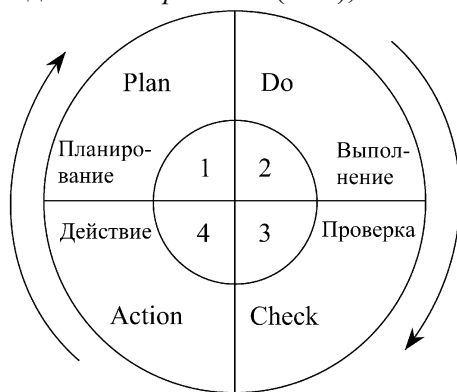 Plan
Do
Планиро-
вание
1
2
Выпол-
нение
Действие
4
3
Проверка
Action
Check